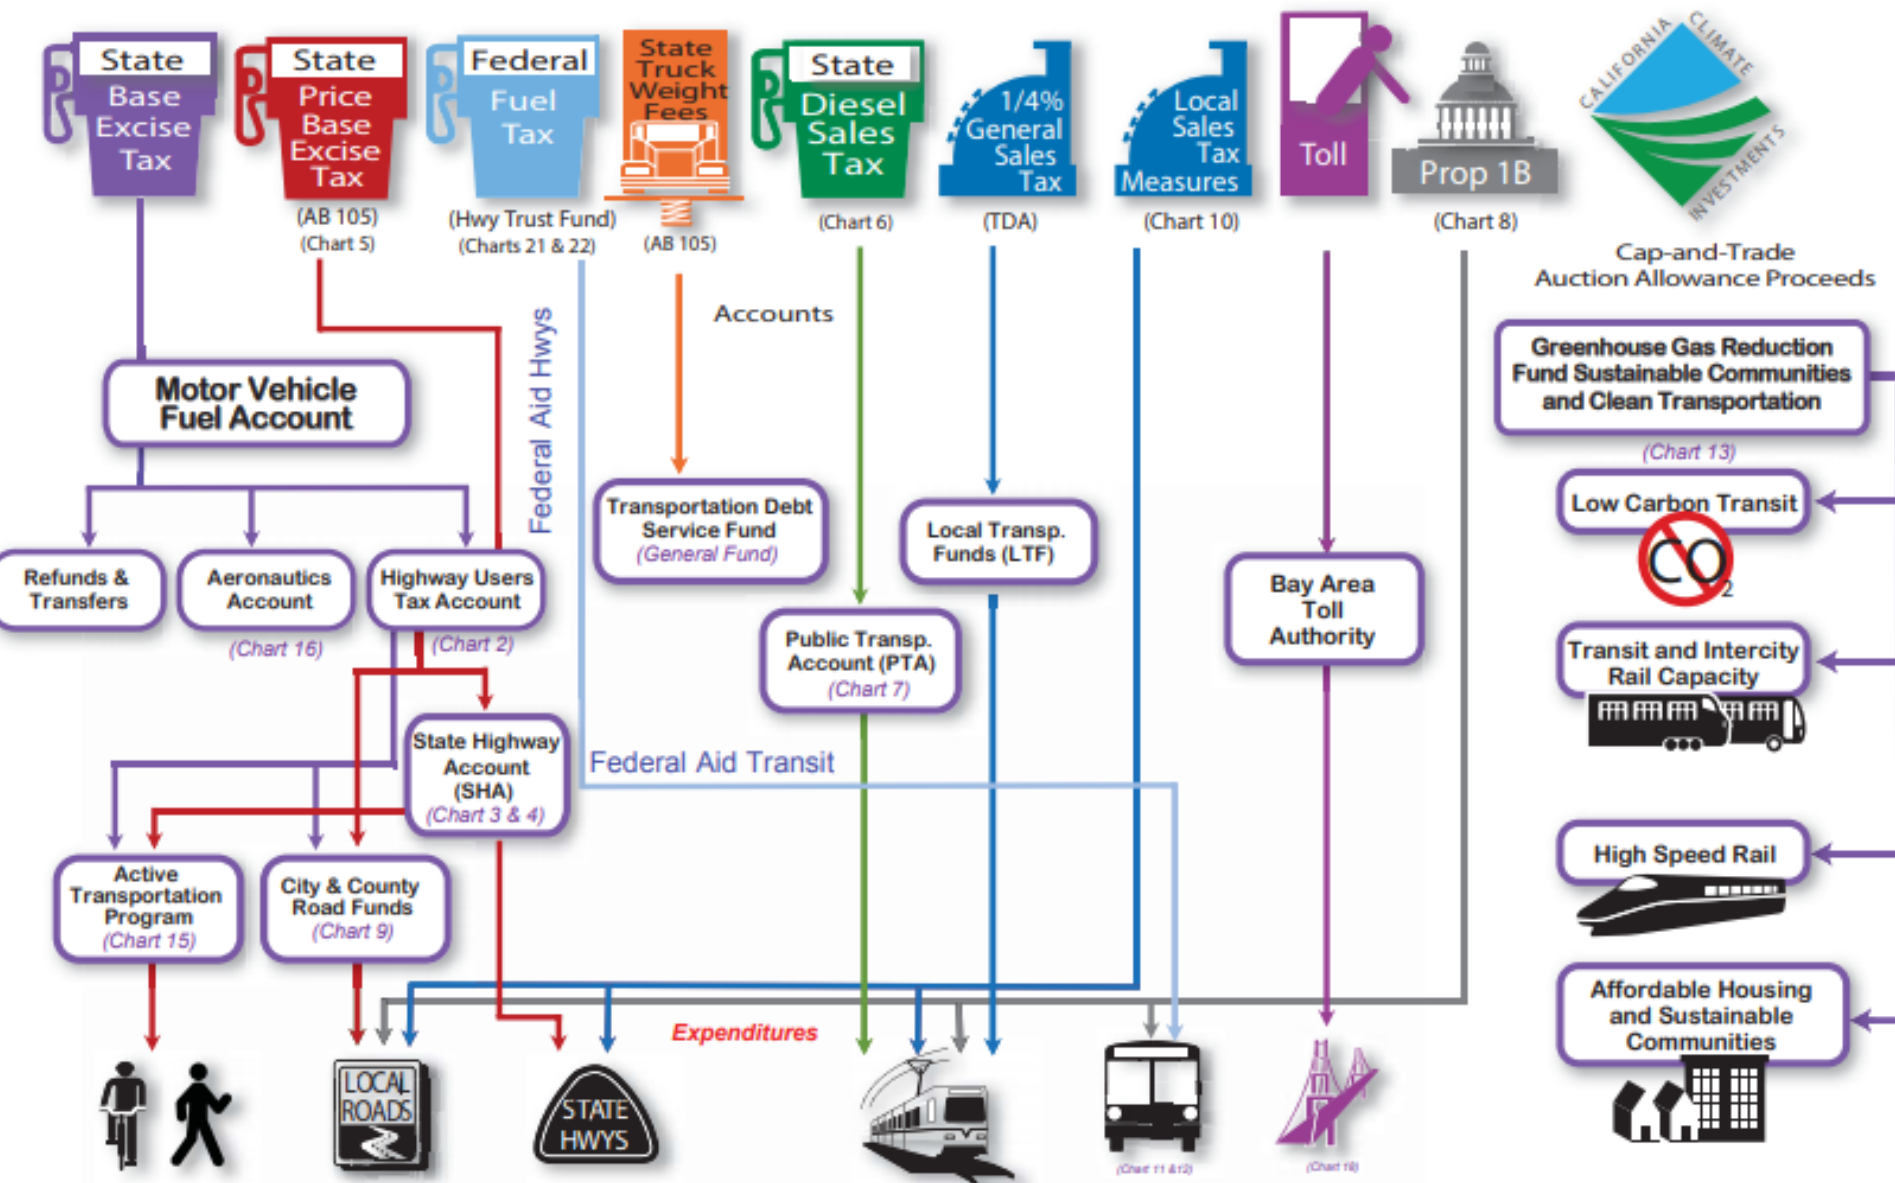 State
Base
Excise
Tax
State
Price
Base
Excise
Tax
(AB 105)
(Chart 5)
Federal
Fuel
Tax
(Hwy Trust Fund)
(Charts 21 & 22)
State
Truck
Weight
Fees
(AB 105)
State
Diesel
Sales
Tax
(Chart 6)
1/4%
General
Sales
Tax
(TDA)
Local
Sales
Tax
Measures
(Chart 10)
Toll
Prop 1B
(Chart 8)
CALIFORNIA
CLIMATE
INVESTMENTS
Cap-and-Trade
Auction Allowance Proceeds
Accounts
Federal Aid Hwys
Motor Vehicle
Fuel Account
Greenhouse Gas Reduction
Fund Sustainable Communities
and Clean Transportation
(Chart 13)
Refunds &
Transfers
Aeronautics
Account
(Chart 16)
Highway Users
Tax Account
(Chart 2)
Transportation Debt
Service Fund
(General Fund)
Local Transp.
Funds (LTF)
Public Transp.
Account (PTA)
(Chart 7)
Bay Area
Toll
Authority
Low Carbon Transit
CO2
Transit and Intercity
Rail Capacity
State Highway
Account
(SHA)
(Chart 3 & 4)
Federal Aid Transit
Active
Transportation
Program
(Chart 15)
City & County
Road Funds
(Chart 9)
High Speed Rail
Affordable Housing
and Sustainable
Communities
Expenditures
LOCAL
ROADS
STATE
HWYS
(Chart 11 &12)